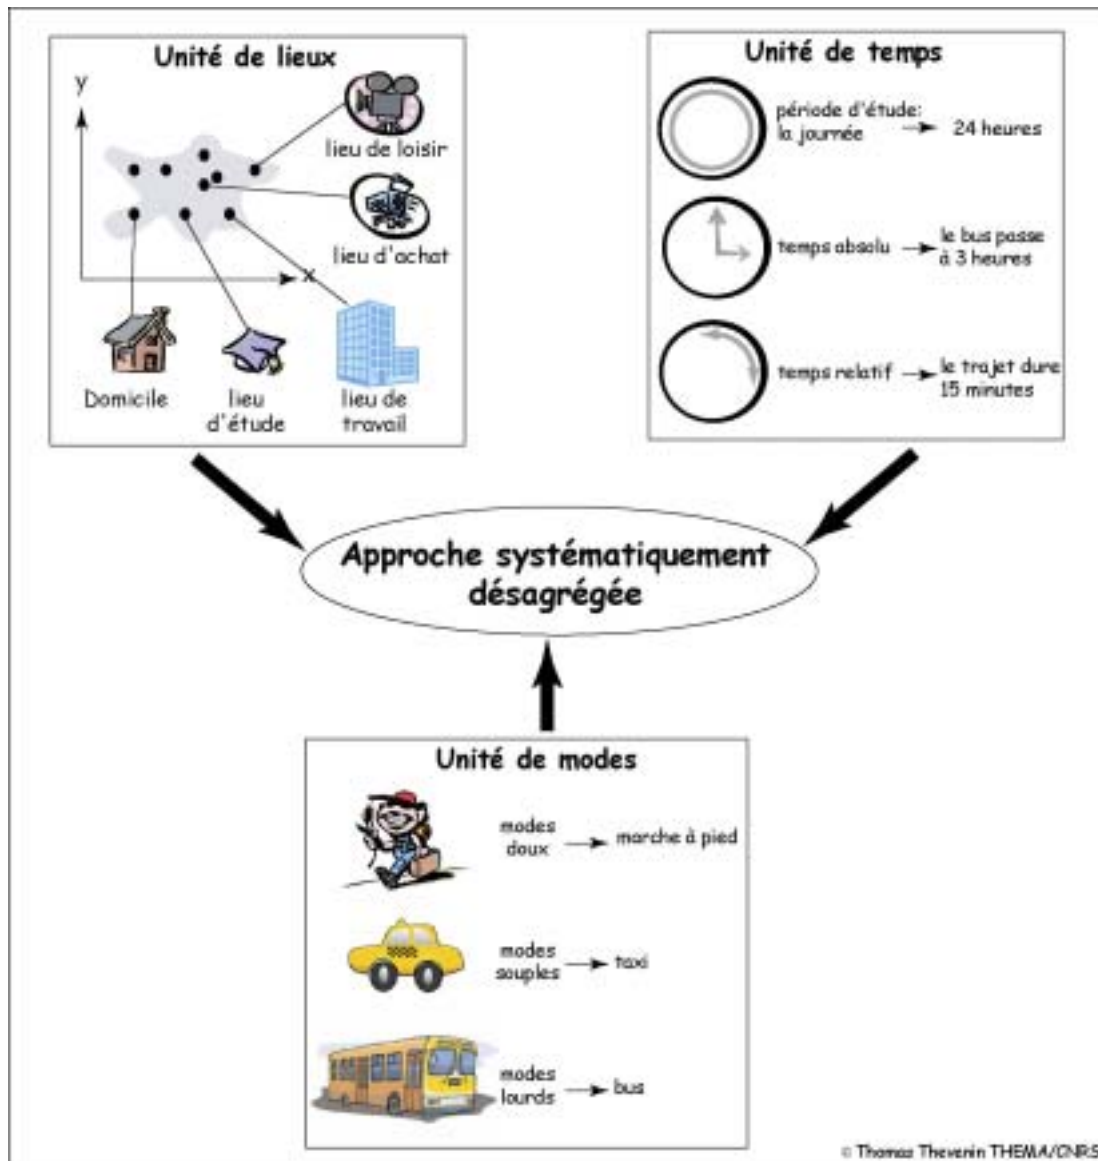 Unité de lieux
y
lieu de loisir
lieu d'achat
x
Domicile
lieu
d'étude
lieu de
travail
Unité de temps
période d'étude:
la journée
24 heures
temps absolu
le bus passe
à 3 heures
temps relatif
le trajet dure
15 minutes
Approche systématiquement
désagrégée
Unité de modes
modes
doux
marche à pied
modes
souples
taxi
modes
lourds
bus
© Thomas Thevenin THEMA/CNRS